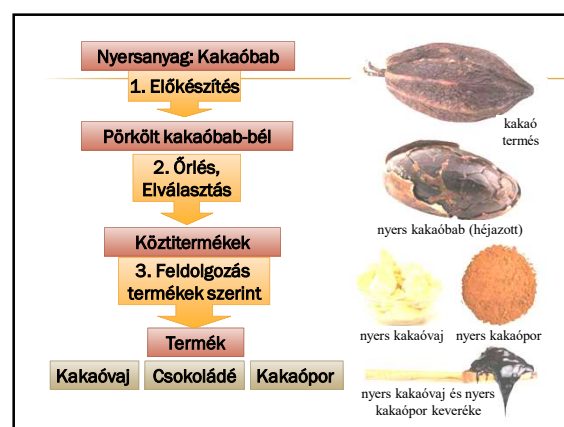 Nyersanyag: Kakaóbab
1. Előkészítés
Pörkölt kakaóbab-bél
2. Őrlés,
Elválasztás
Köztitermékek
3. Feldolgozás
termékek szerint
Termék
Kakaóvaj
Csokoládé
Kakaópor
kakaó
termés
nyers kakaóbab (héjazott)
nyers kakaóvaj
nyers kakaópor
nyers kakaóvaj és nyers
kakaópor keveréke